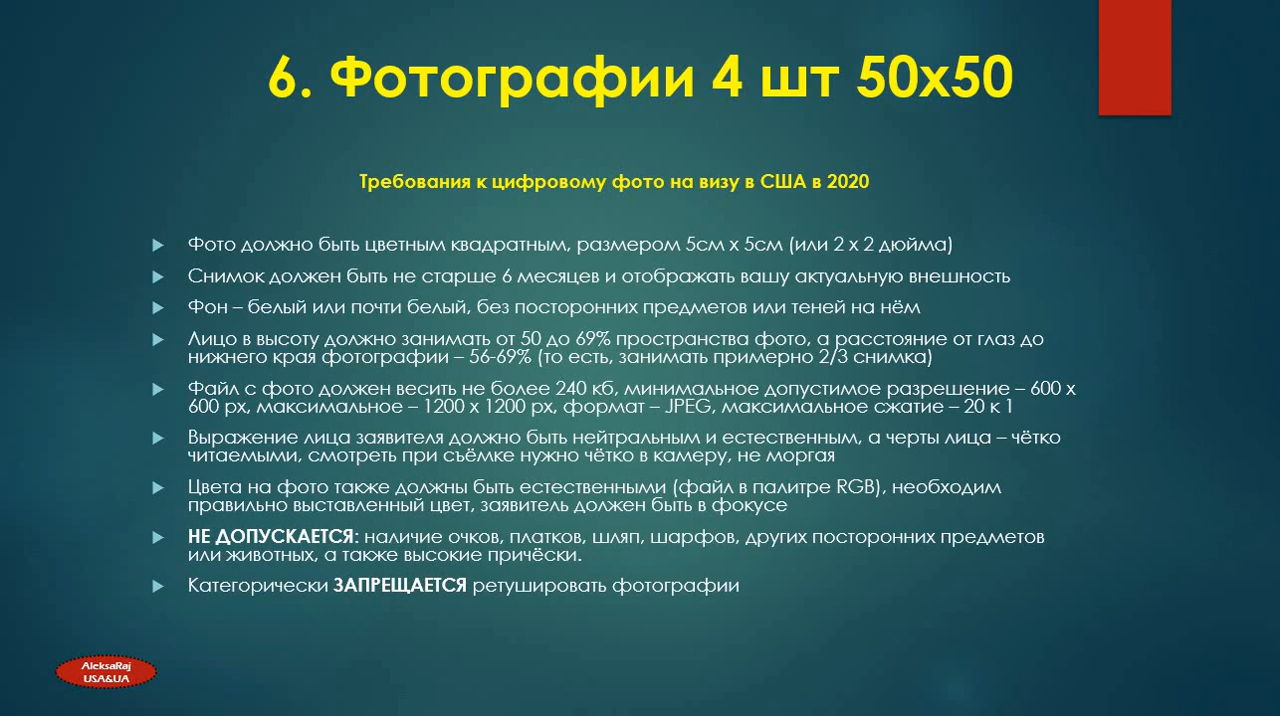 6. Фотографии 4 шт 50х50
Требования к цифровому фото на визу в США в 2020
Фото должно быть цветным квадратным, размером 5см х 5см (или 2 х 2 дюйма)
Снимок должен быть не старше 6 месяцев и отображать вашу актуальную внешность
Фон – белый или почти белый, без посторонних предметов или теней на нём
Лицо в высоту должно занимать от 50 до 69% пространства фото, а расстояние от глаз до
нижнего края фотографии – 56-69% (то есть, занимать примерно 2/3 снимка)
Файл с фото должен весить не более 240 кб, минимальное допустимое разрешение – 600 х
600 px, максимальное – 1200 х 1200 px, формат – JPEG, максимальное сжатие – 20 к 1
Выражение лица заявителя должно быть нейтральным и естественным, а черты лица – чётко
читаемыми, смотреть при съёмке нужно чётко в камеру, не моргая
Цвета на фото также должны быть естественными (файл в палитре RGB), необходим
правильно выставленный цвет, заявитель должен быть в фокусе
НЕ ДОПУСКАЕТСЯ: наличие очков, платков, шляп, шарфов, других посторонних предметов
или животных, а также высокие причёски.
Категорически ЗАПРЕЩАЕТСЯ ретушировать фотографии
AleksaRaj
USA&UA